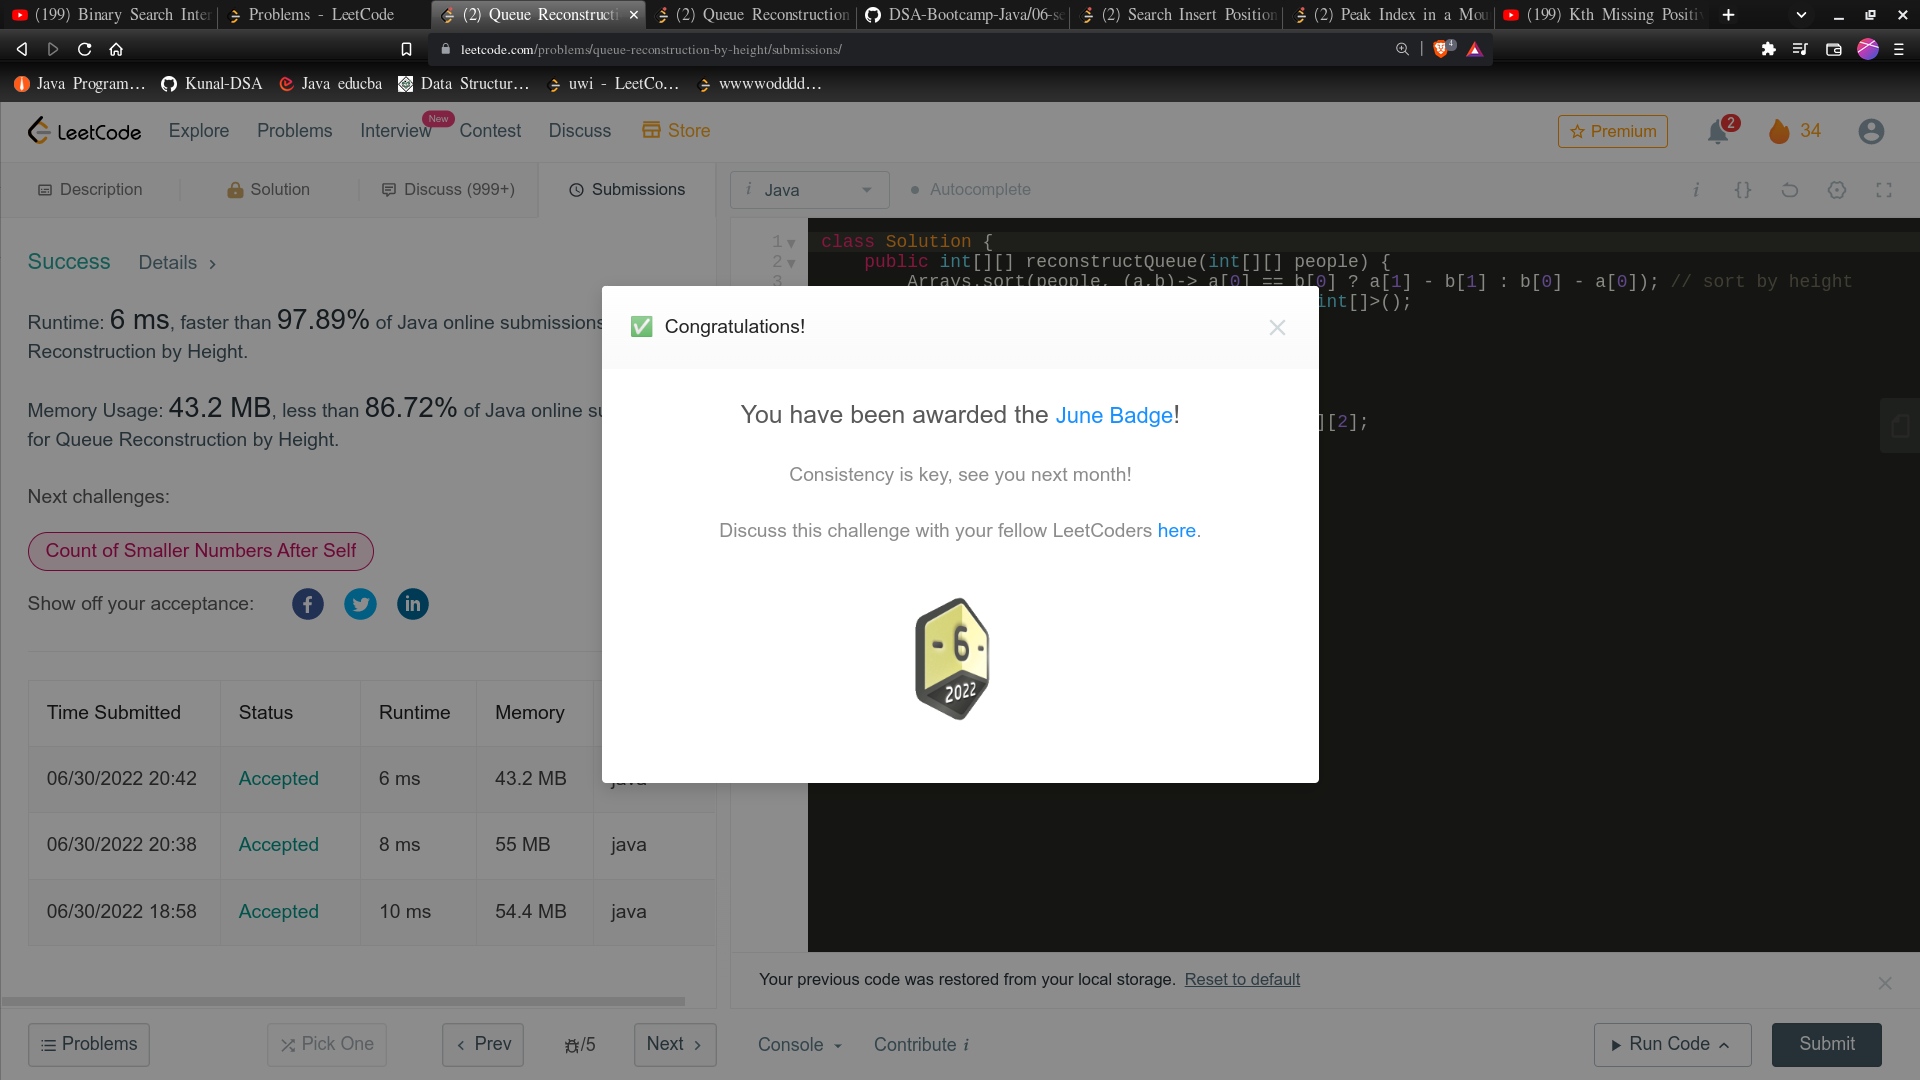 (199) Binary Search Inter
Problems - LeetCode
(2) Queue Reconstructi
(2) Queue Reconstruction
DSA-Bootcamp-Java/06-se
(2) Search Insert Position
(2) Peak Index in a Mou
(199) Kth Missing Positiv
leetcode.com/problems/queue-reconstruction-by-height/submissions/
4
Java Program...
Kunal-DSA
Java educba
Data Structur...
uwi - LeetCo...
wwwwodddd...
LeetCode
Explore
Problems
Interview
New
Contest
Discuss
Store
Premium
2
34
Description
Solution
Discuss (999+)
Submissions
i Java
Autocomplete
i {}
Success Details >
Runtime: 6 ms, faster than 97.89% of Java online submissions
Reconstruction by Height.
Memory Usage: 43.2 MB, less than 86.72% of Java online su
for Queue Reconstruction by Height.
Next challenges:
Count of Smaller Numbers After Self
Show off your acceptance:
f
in
Time Submitted Status Runtime Memory
06/30/2022 20:42 Accepted 6 ms 43.2 MB java
06/30/2022 20:38 Accepted 8 ms 55 MB java
06/30/2022 18:58 Accepted 10 ms 54.4 MB java
1 class Solution {
2 public int[][] reconstructQueue(int[][] people) {
3 Arrays.sort(people, (a,b)-> a[0] == b[0] ? a[1] - b[1] : b[0] - a[0]); // sort by height
int[]>();
][2];
Congratulations!
You have been awarded the June Badge!
Consistency is key, see you next month!
Discuss this challenge with your fellow LeetCoders here.
- 6 -
2022
Your previous code was restored from your local storage. Reset to default
Problems
Pick One
< Prev
/5
Next >
Console
Contribute i
Run Code
Submit